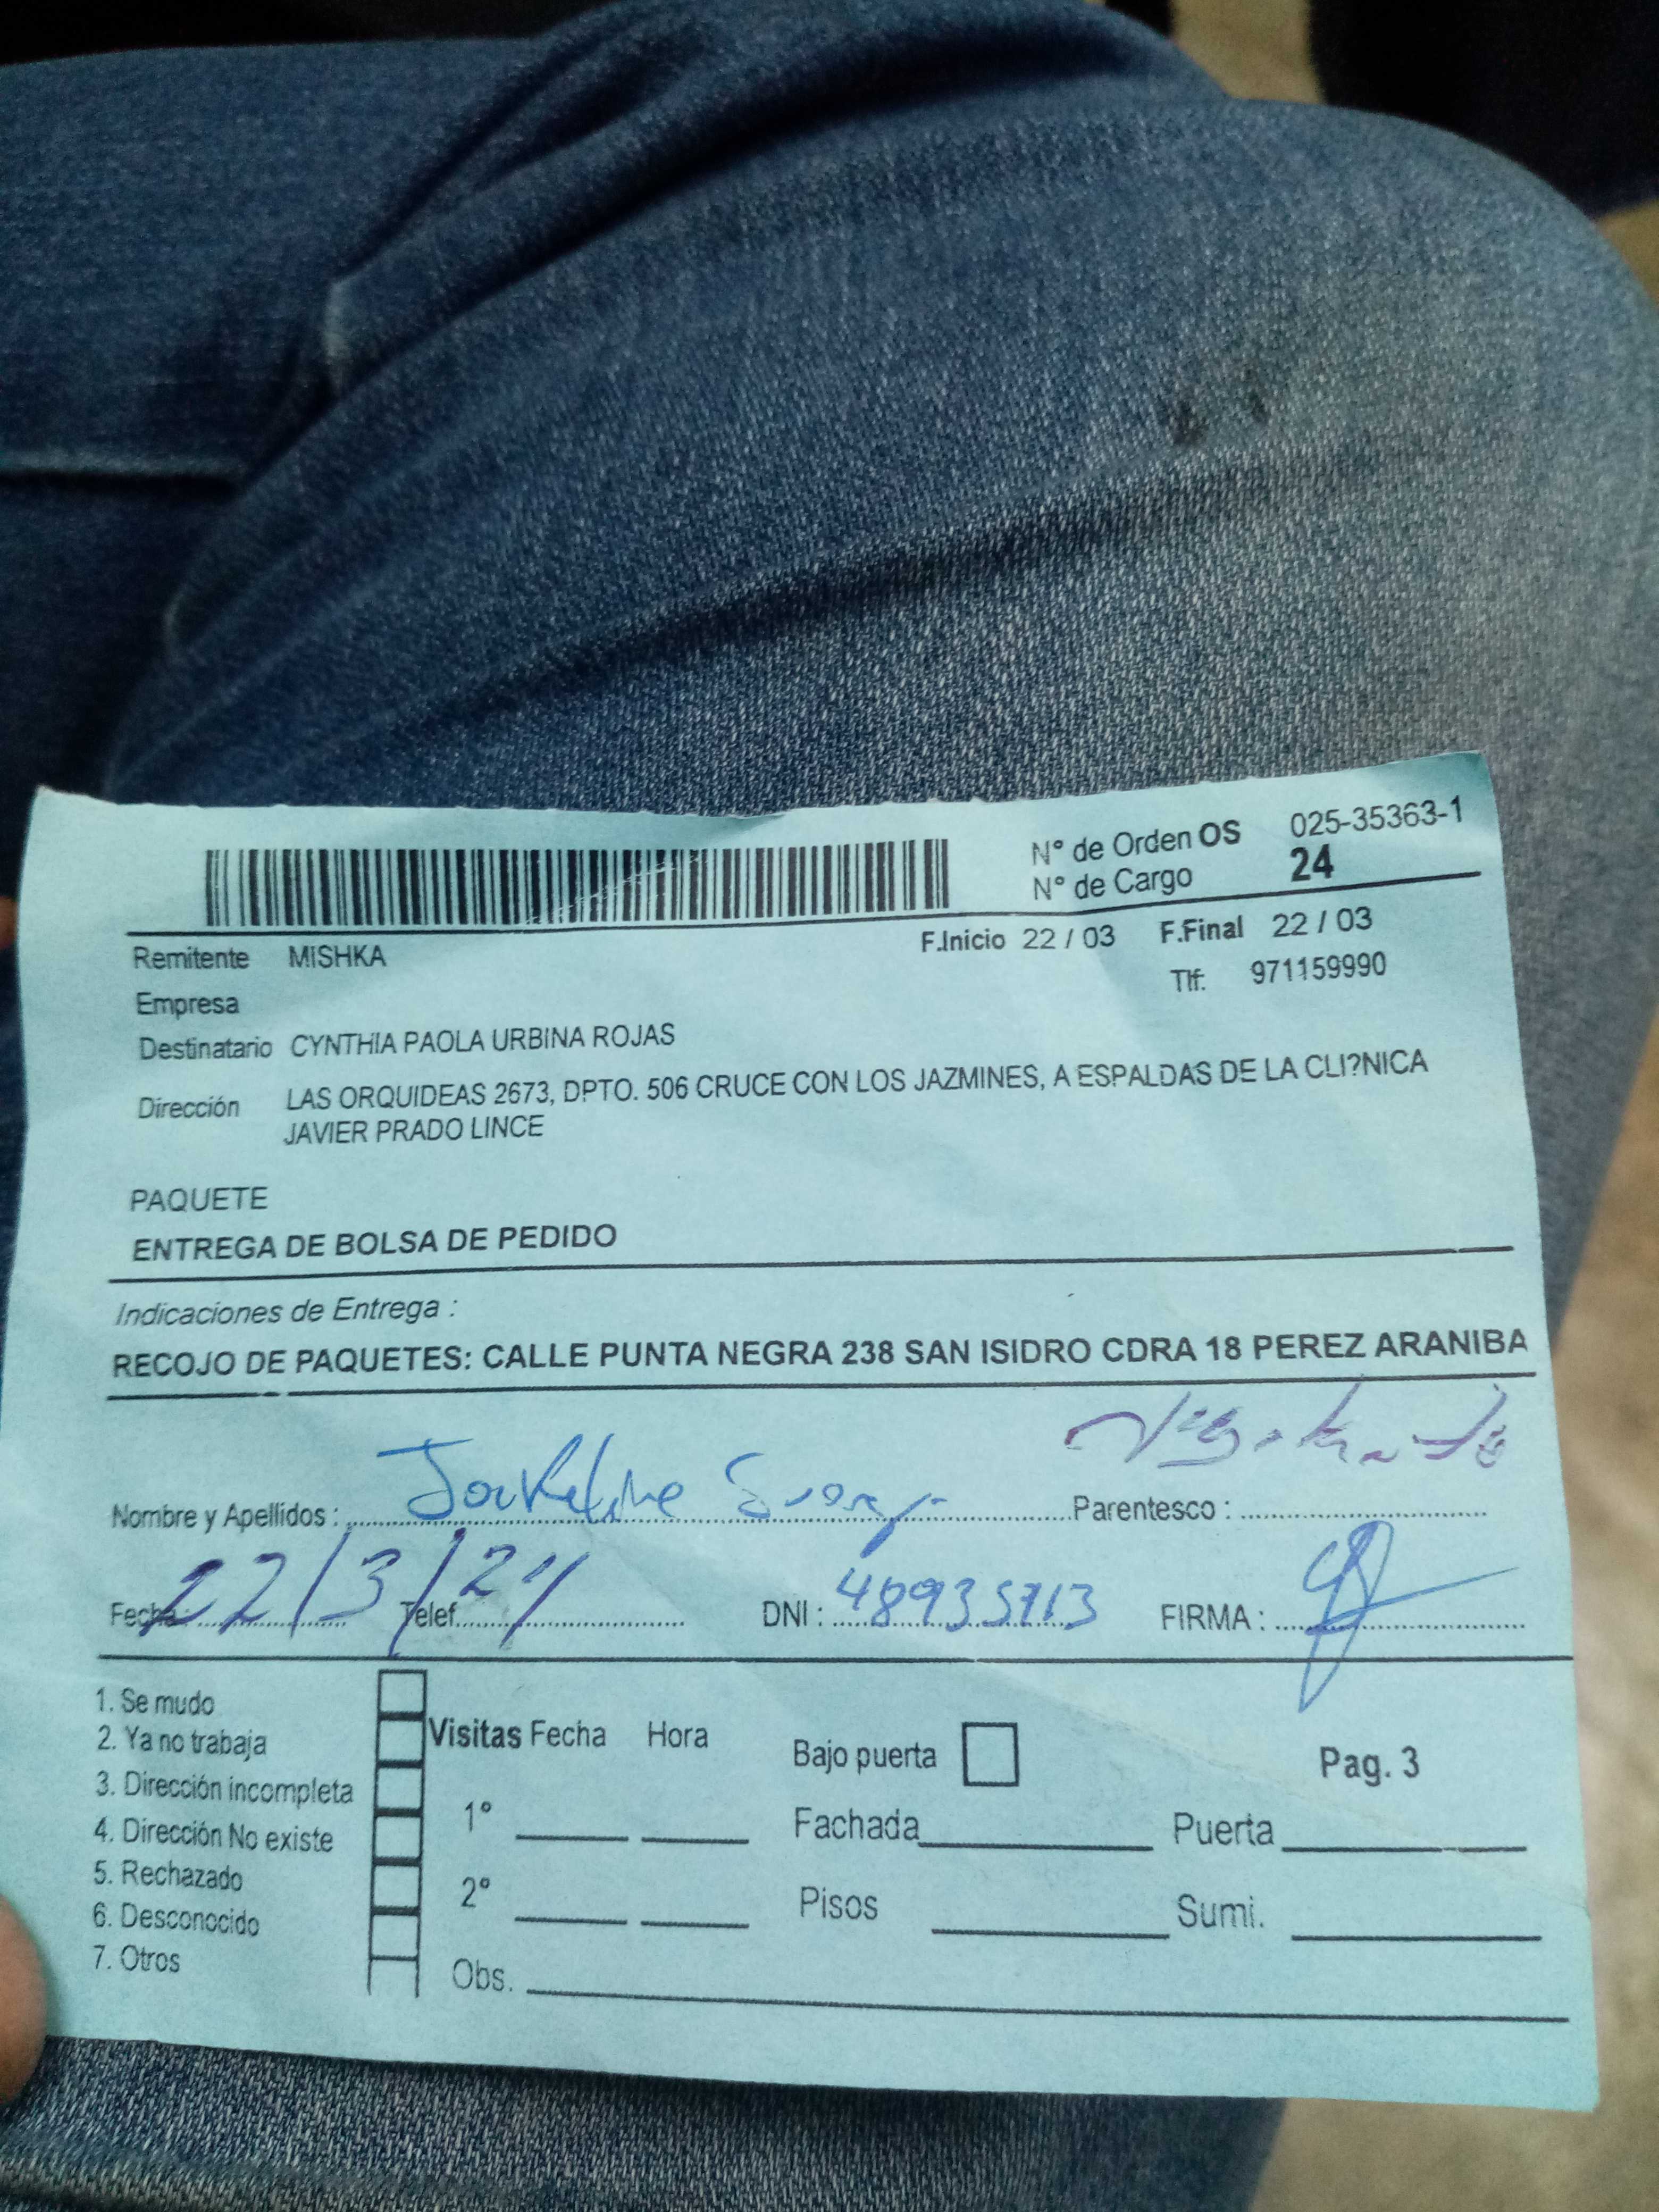 Nº de Orden OS 025-35363-1
Nº de Cargo 24
Remitente MISHKA F.Inicio 22 / 03 F.Final 22 / 03
Tlf: 971159990
Empresa
Destinatario CYNTHIA PAOLA URBINA ROJAS
Dirección LAS ORQUIDEAS 2673, DPTO. 506 CRUCE CON LOS JAZMINES, A ESPALDAS DE LA CLI?NICA
JAVIER PRADO LINCE
PAQUETE
ENTREGA DE BOLSA DE PEDIDO
Indicaciones de Entrega :
RECOJO DE PAQUETES: CALLE PUNTA NEGRA 238 SAN ISIDRO CDRA 18 PEREZ ARANIBA
Nombre y Apellidos : Parentesco :
Fecha 22/3/21 Telef. DNI : 48935713 FIRMA :
1. Se mudo
2. Ya no trabaja
3. Dirección incompleta
4. Dirección No existe
5. Rechazado
6. Desconocido
7. Otros
Visitas Fecha Hora
1º
2º
Obs.
Bajo puerta
Pag. 3
Fachada Puerta
Pisos Sumi.